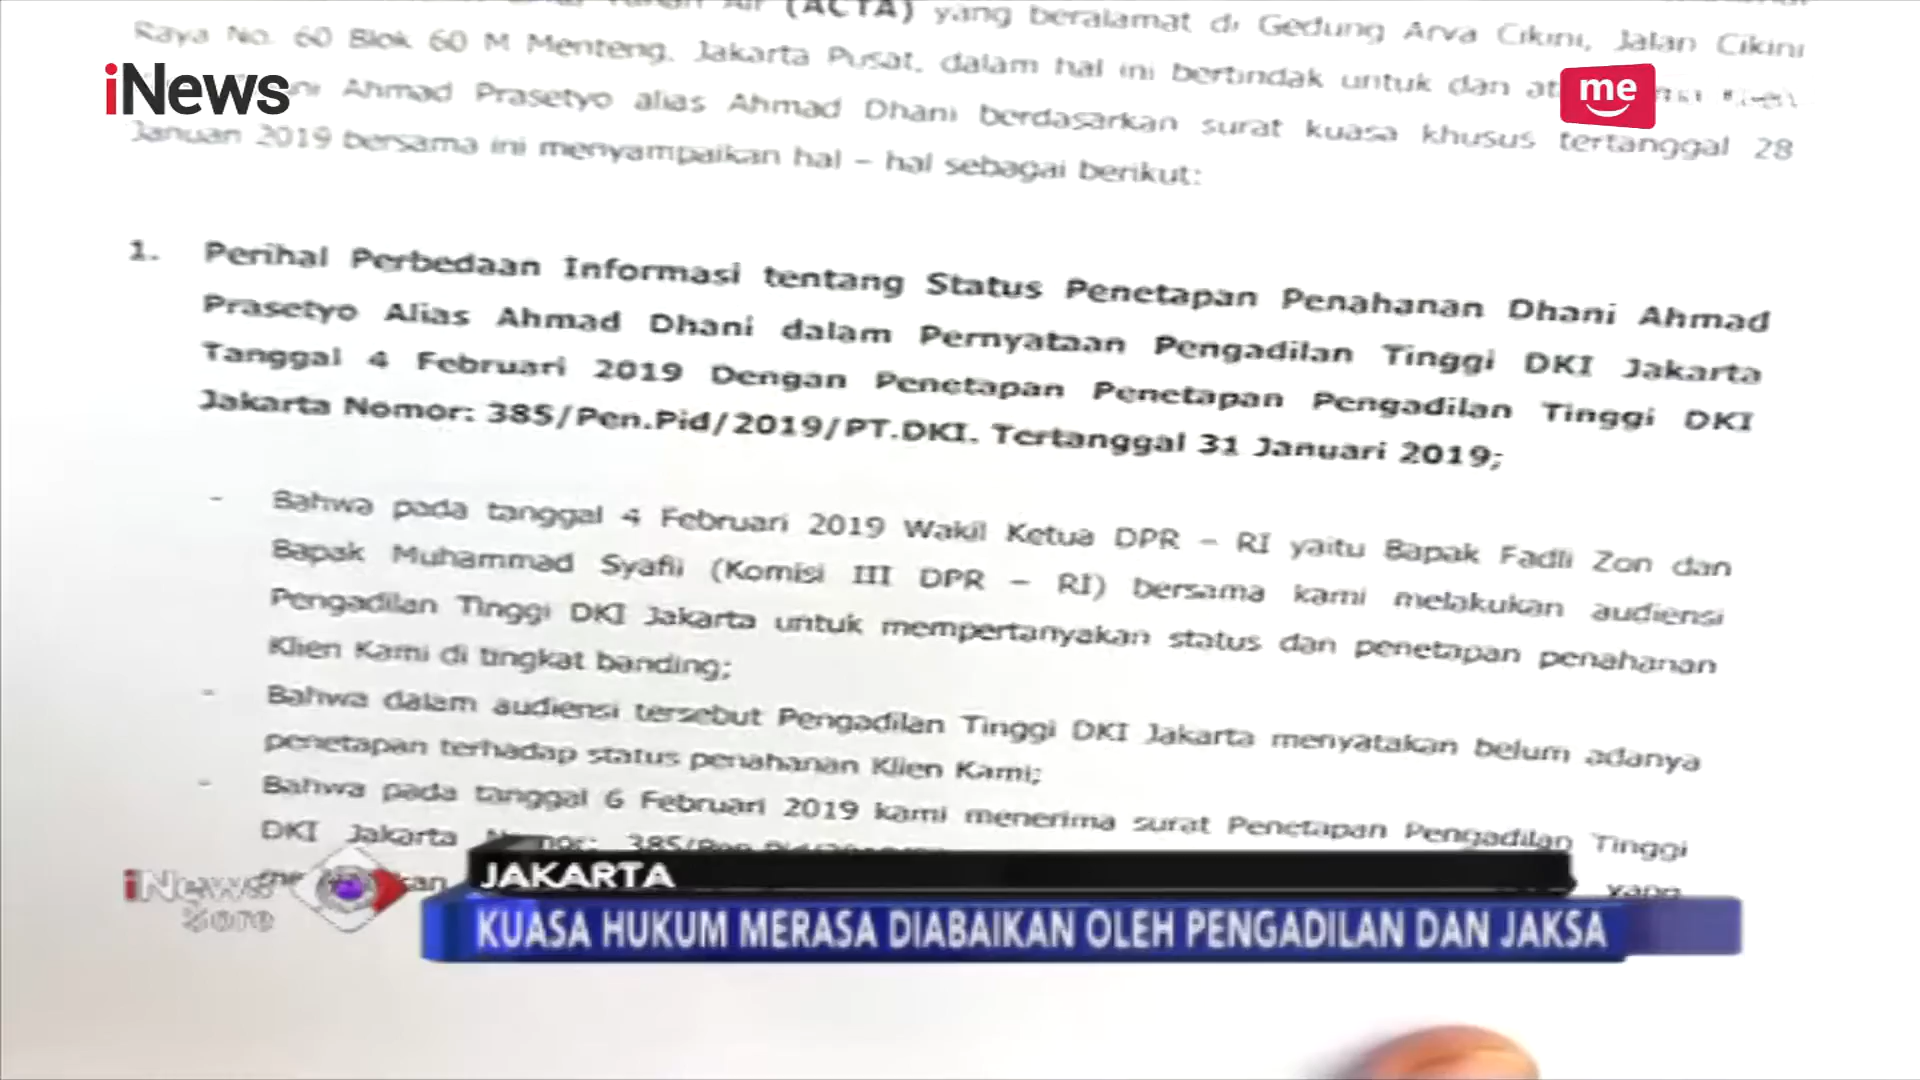 (ACTA) yang beralamat di Gedung Arva Cikini, Jalan Cikini
Raya No. 60 Blok 60 M Menteng, Jakarta Pusat, dalam hal ini bertindak untuk dan
iNews
me
Ahmad Prasetyo alias Ahmad Dhani berdasarkan surat kuasa khusus tertanggal 28
Januari 2019 bersama ini menyampaikan hal – hal sebagai berikut:
1. Perihal Perbedaan Informasi tentang Status Penetapan Penahanan Dhani Ahmad
Prasetyo Alias Ahmad Dhani dalam Pernyataan Pengadilan Tinggi DKI Jakarta
Tanggal 4 Februari 2019 Dengan Penetapan Penetapan Pengadilan Tinggi DKI
Jakarta Nomor: 385/Pen.Pid/2019/PT.DKI. Tertanggal 31 Januari 2019;
- Bahwa pada tanggal 4 Februari 2019 Wakil Ketua DPR – RI yaitu Bapak Fadli Zon dan
Bapak Muhammad Syafii (Komisi III DPR – RI) bersama kami melakukan audiensi
Pengadilan Tinggi DKI Jakarta untuk mempertanyakan status dan penetapan penahanan
Klien Kami di tingkat banding;
- Bahwa dalam audiensi tersebut Pengadilan Tinggi DKI Jakarta menyatakan belum adanya
penetapan terhadap status penahanan Klien Kami;
- Bahwa pada tanggal 6 Februari 2019 kami menerima surat Penetapan Pengadilan Tinggi
DKI Jakarta
yang
iNews
Sore
JAKARTA
KUASA HUKUM MERASA DIABAIKAN OLEH PENGADILAN DAN JAKSA